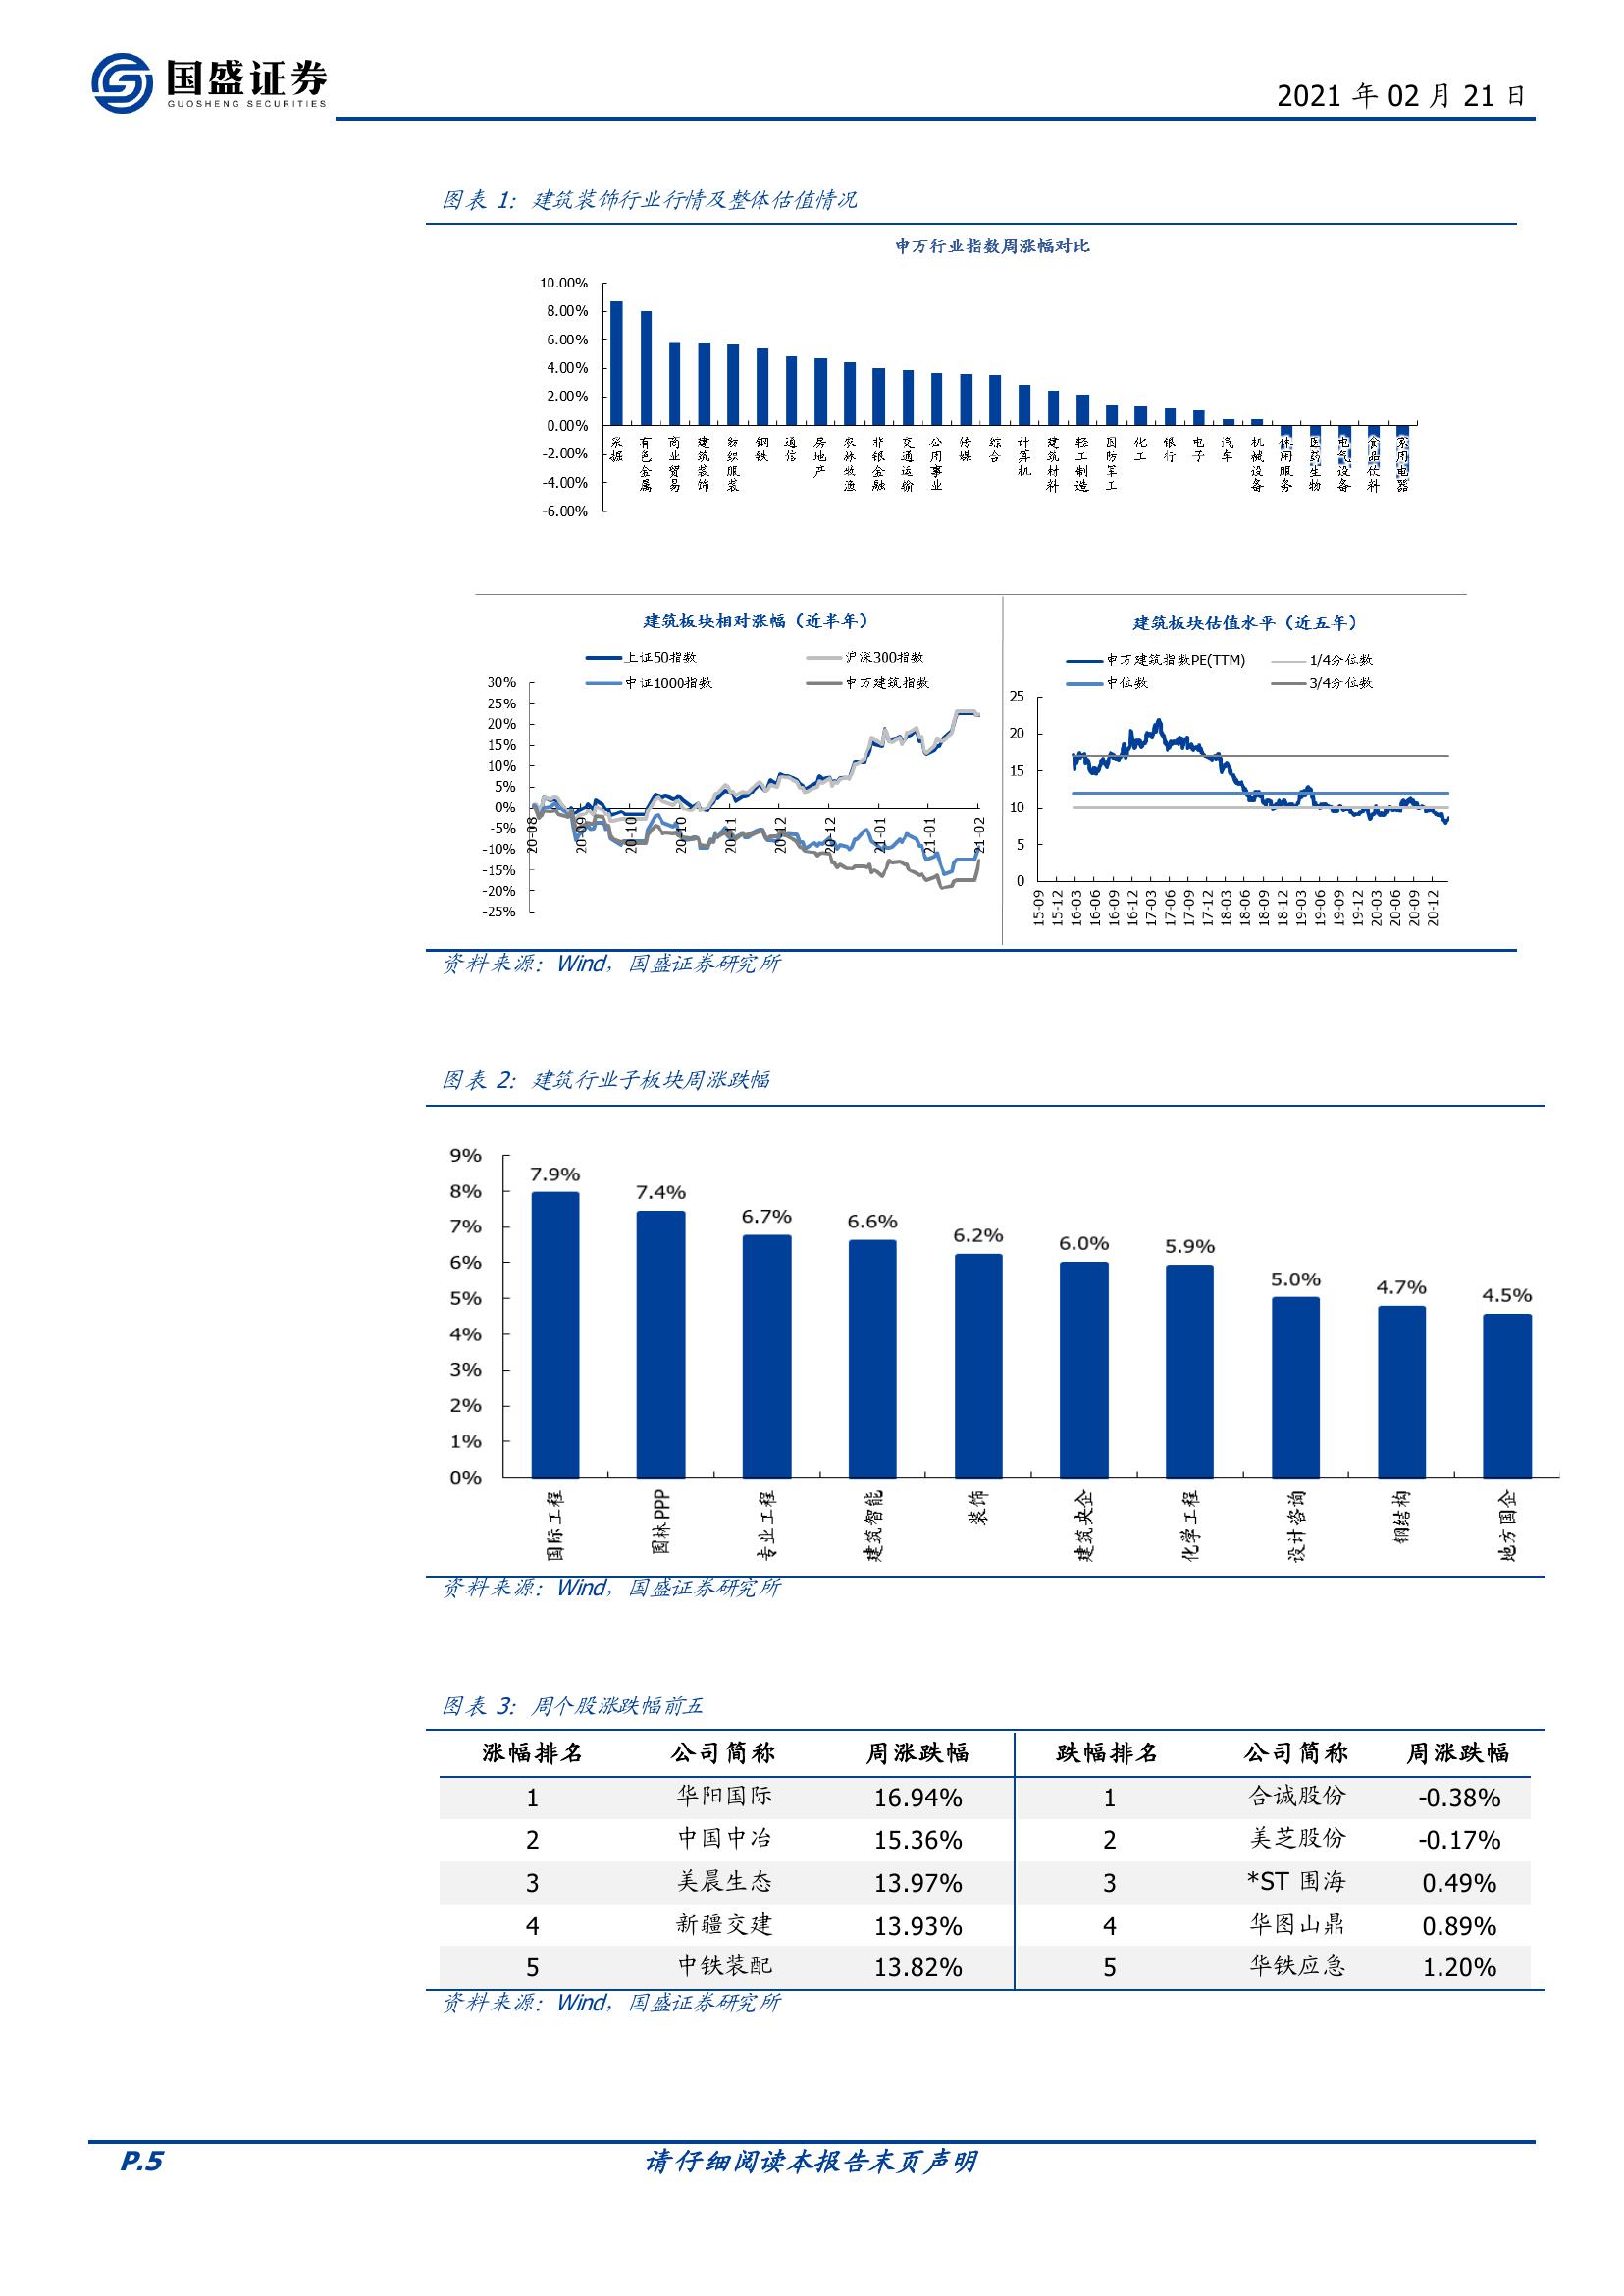 国盛证券
GUOSHENG SECURITIES
2021 年 02 月 21 日
图表 1：建筑装饰行业行情及整体估值情况
申万行业指数周涨幅对比
10.00%
8.00%
6.00%
4.00%
2.00%
0.00%
-2.00%
-4.00%
-6.00%
采掘 有色金属 商业贸易 建筑装饰 纺织服装 钢铁 通信 房地产 农林牧渔 非银金融 交通运输 公用事业 传媒 综合 计算机 建筑材料 轻工制造 国防军工 化工 银行 电子 汽车 机械设备 休闲服务 医药生物 电气设备 食品饮料 家用电器
建筑板块相对涨幅（近半年）
上证50指数 沪深300指数
中证1000指数 申万建筑指数
30%
25%
20%
15%
10%
5%
0%
-5%
-10%
-15%
-20%
-25%
20-08 20-09 20-10 20-10 20-11 20-12 20-12 21-01 21-01 21-02
建筑板块估值水平（近五年）
申万建筑指数PE(TTM) 1/4分位数
中位数 3/4分位数
25
20
15
10
5
0
15-09 15-12 16-03 16-06 16-09 16-12 17-03 17-06 17-09 17-12 18-03 18-06 18-09 18-12 19-03 19-06 19-09 19-12 20-03 20-06 20-09 20-12
资料来源：Wind，国盛证券研究所
图表 2：建筑行业子板块周涨跌幅
9%
8%
7%
6%
5%
4%
3%
2%
1%
0%
7.9% 7.4% 6.7% 6.6% 6.2% 6.0% 5.9% 5.0% 4.7% 4.5%
国际工程 园林PPP 专业工程 建筑智能 装饰 建筑央企 化学工程 设计咨询 钢结构 地方国企
资料来源：Wind，国盛证券研究所
图表 3：周个股涨跌幅前五
涨幅排名 公司简称 周涨跌幅 跌幅排名 公司简称 周涨跌幅
1 华阳国际 16.94% 1 合诚股份 -0.38%
2 中国中冶 15.36% 2 美芝股份 -0.17%
3 美晨生态 13.97% 3 *ST 围海 0.49%
4 新疆交建 13.93% 4 华图山鼎 0.89%
5 中铁装配 13.82% 5 华铁应急 1.20%
资料来源：Wind，国盛证券研究所
P.5 请仔细阅读本报告末页声明